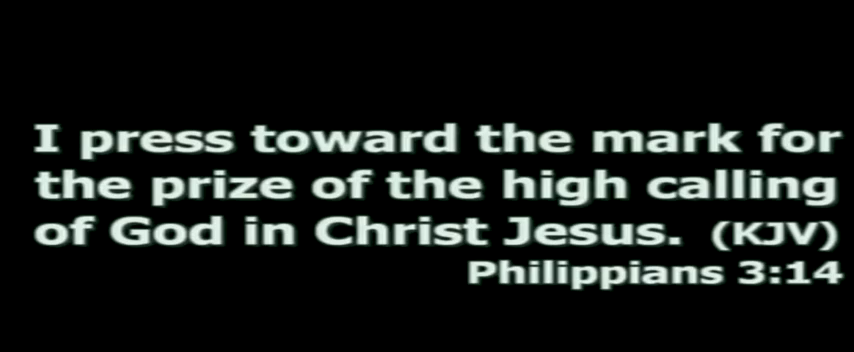 I press toward the mark for
the prize of the high calling
of God in Christ Jesus. (KJV)
Philippians 3:14